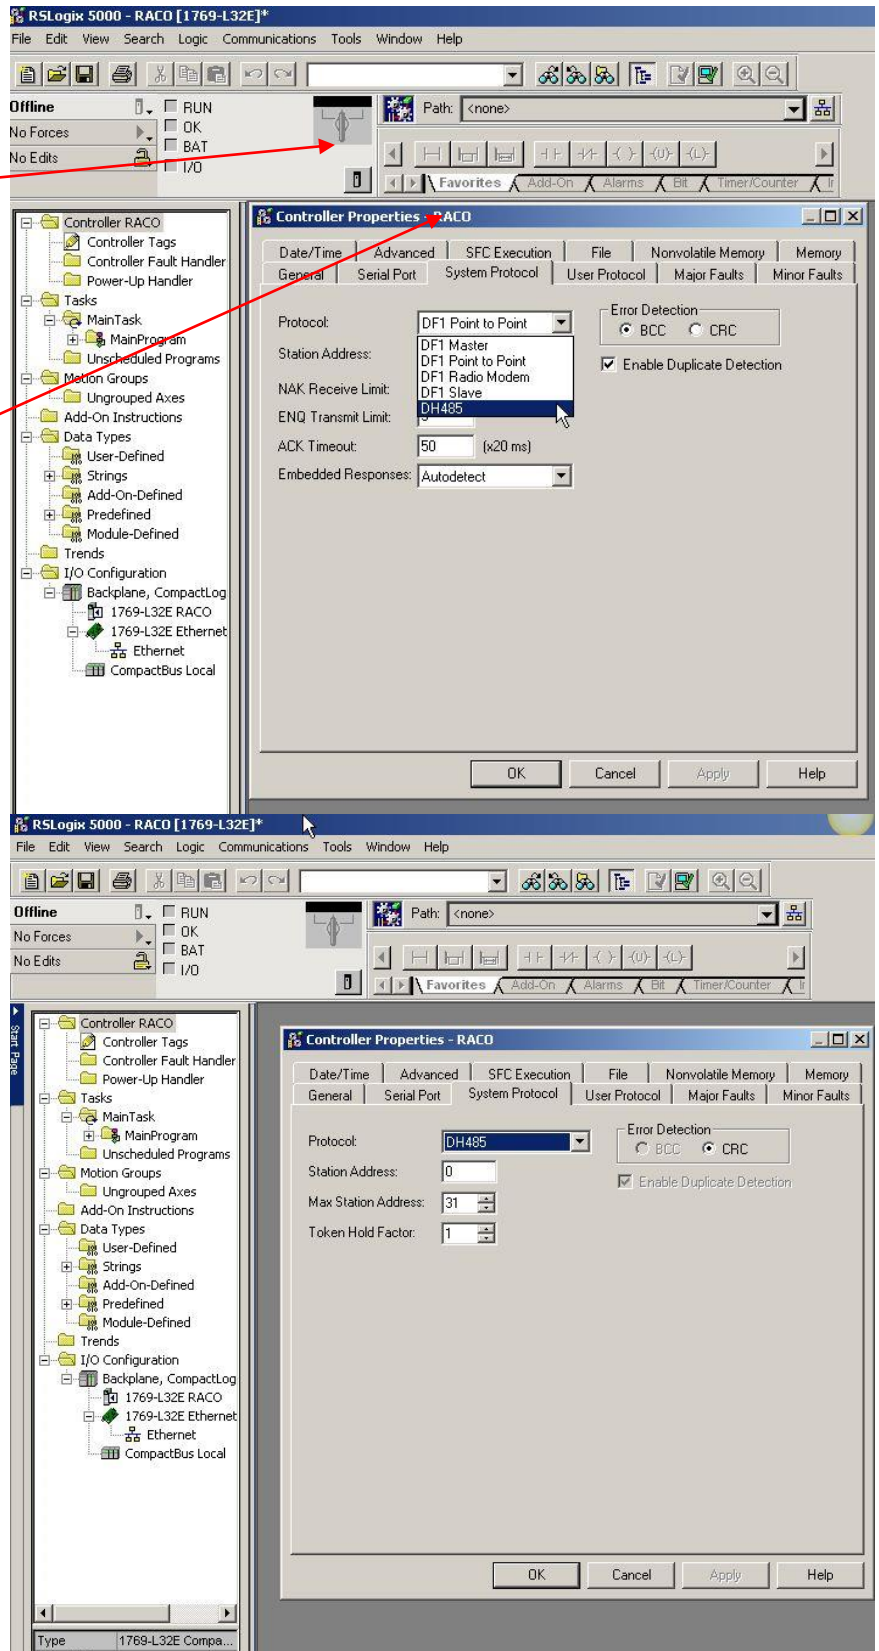 RSLogix 5000 - RACO [1769-L32E]*
File Edit View Search Logic Communications Tools Window Help
Offline
RUN
No Forces
OK
No Edits
BAT
I/O
Path: <none>
Favorites Add-On Alarms Bit Timer/Counter
Controller RACO
Controller Tags
Controller Fault Handler
Power-Up Handler
Tasks
MainTask
MainProgram
Unscheduled Programs
Motion Groups
Ungrouped Axes
Add-On Instructions
Data Types
User-Defined
Strings
Add-On-Defined
Predefined
Module-Defined
Trends
I/O Configuration
Backplane, CompactLog
1769-L32E RACO
1769-L32E Ethernet
Ethernet
CompactBus Local
Controller Properties - RACO
Date/Time Advanced SFC Execution File Nonvolatile Memory Memory
General Serial Port System Protocol User Protocol Major Faults Minor Faults
Protocol: DF1 Point to Point
DF1 Master
DF1 Point to Point
DF1 Radio Modem
DF1 Slave
DH485
Station Address:
NAK Receive Limit:
ENQ Transmit Limit:
ACK Timeout: 50 (x20 ms)
Embedded Responses: Autodetect
Error Detection
BCC CRC
Enable Duplicate Detection
OK Cancel Apply Help
RSLogix 5000 - RACO [1769-L32E]*
File Edit View Search Logic Communications Tools Window Help
Offline
RUN
No Forces
OK
No Edits
BAT
I/O
Path: <none>
Favorites Add-On Alarms Bit Timer/Counter
Start Page
Controller RACO
Controller Tags
Controller Fault Handler
Power-Up Handler
Tasks
MainTask
MainProgram
Unscheduled Programs
Motion Groups
Ungrouped Axes
Add-On Instructions
Data Types
User-Defined
Strings
Add-On-Defined
Predefined
Module-Defined
Trends
I/O Configuration
Backplane, CompactLog
1769-L32E RACO
1769-L32E Ethernet
Ethernet
CompactBus Local
Type 1769-L32E Compa...
Controller Properties - RACO
Date/Time Advanced SFC Execution File Nonvolatile Memory Memory
General Serial Port System Protocol User Protocol Major Faults Minor Faults
Protocol: DH485
Station Address: 0
Max Station Address: 31
Token Hold Factor: 1
Error Detection
BCC CRC
Enable Duplicate Detection
OK Cancel Apply Help